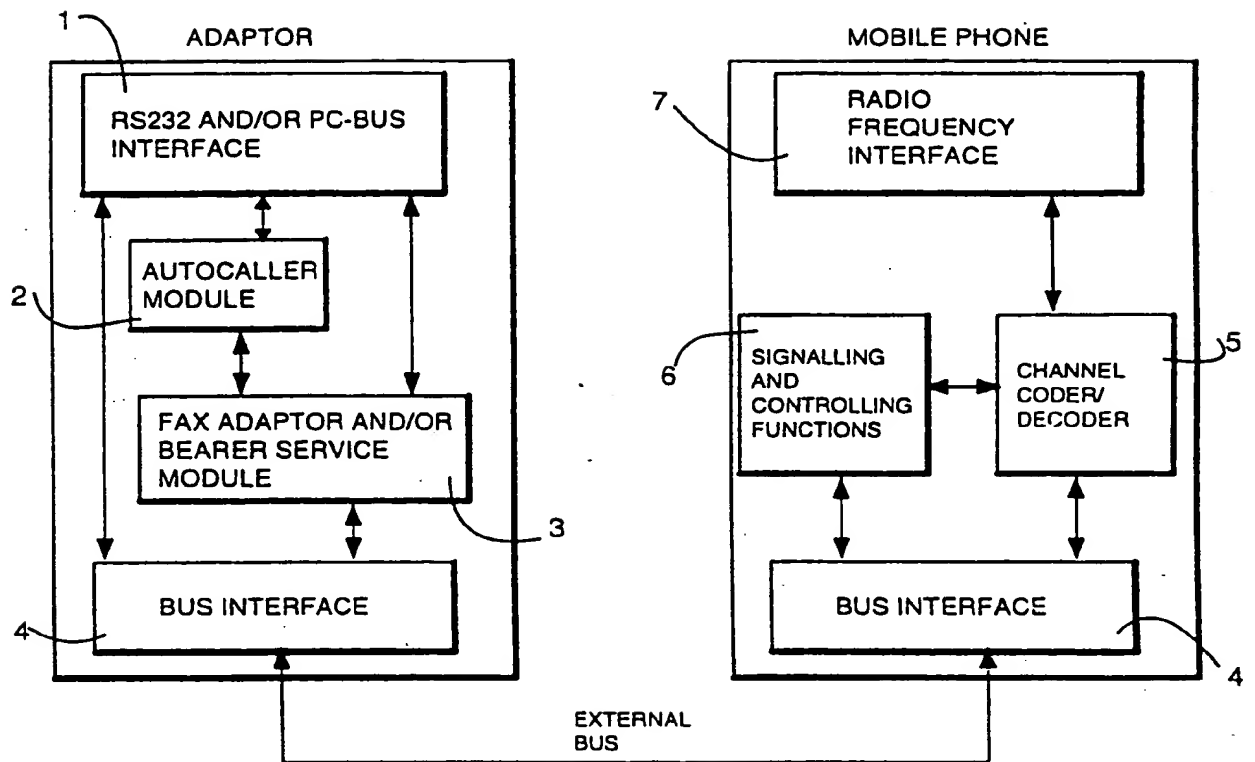 1
ADAPTOR
RS232 AND/OR PC-BUS
INTERFACE
AUTOCALLER
MODULE
2
FAX ADAPTOR AND/OR
BEARER SERVICE
MODULE
3
BUS INTERFACE
4
MOBILE PHONE
RADIO
FREQUENCY
INTERFACE
7
SIGNALLING
AND
CONTROLLING
FUNCTIONS
6
CHANNEL
CODER/
DECODER
5
BUS INTERFACE
4
EXTERNAL
BUS